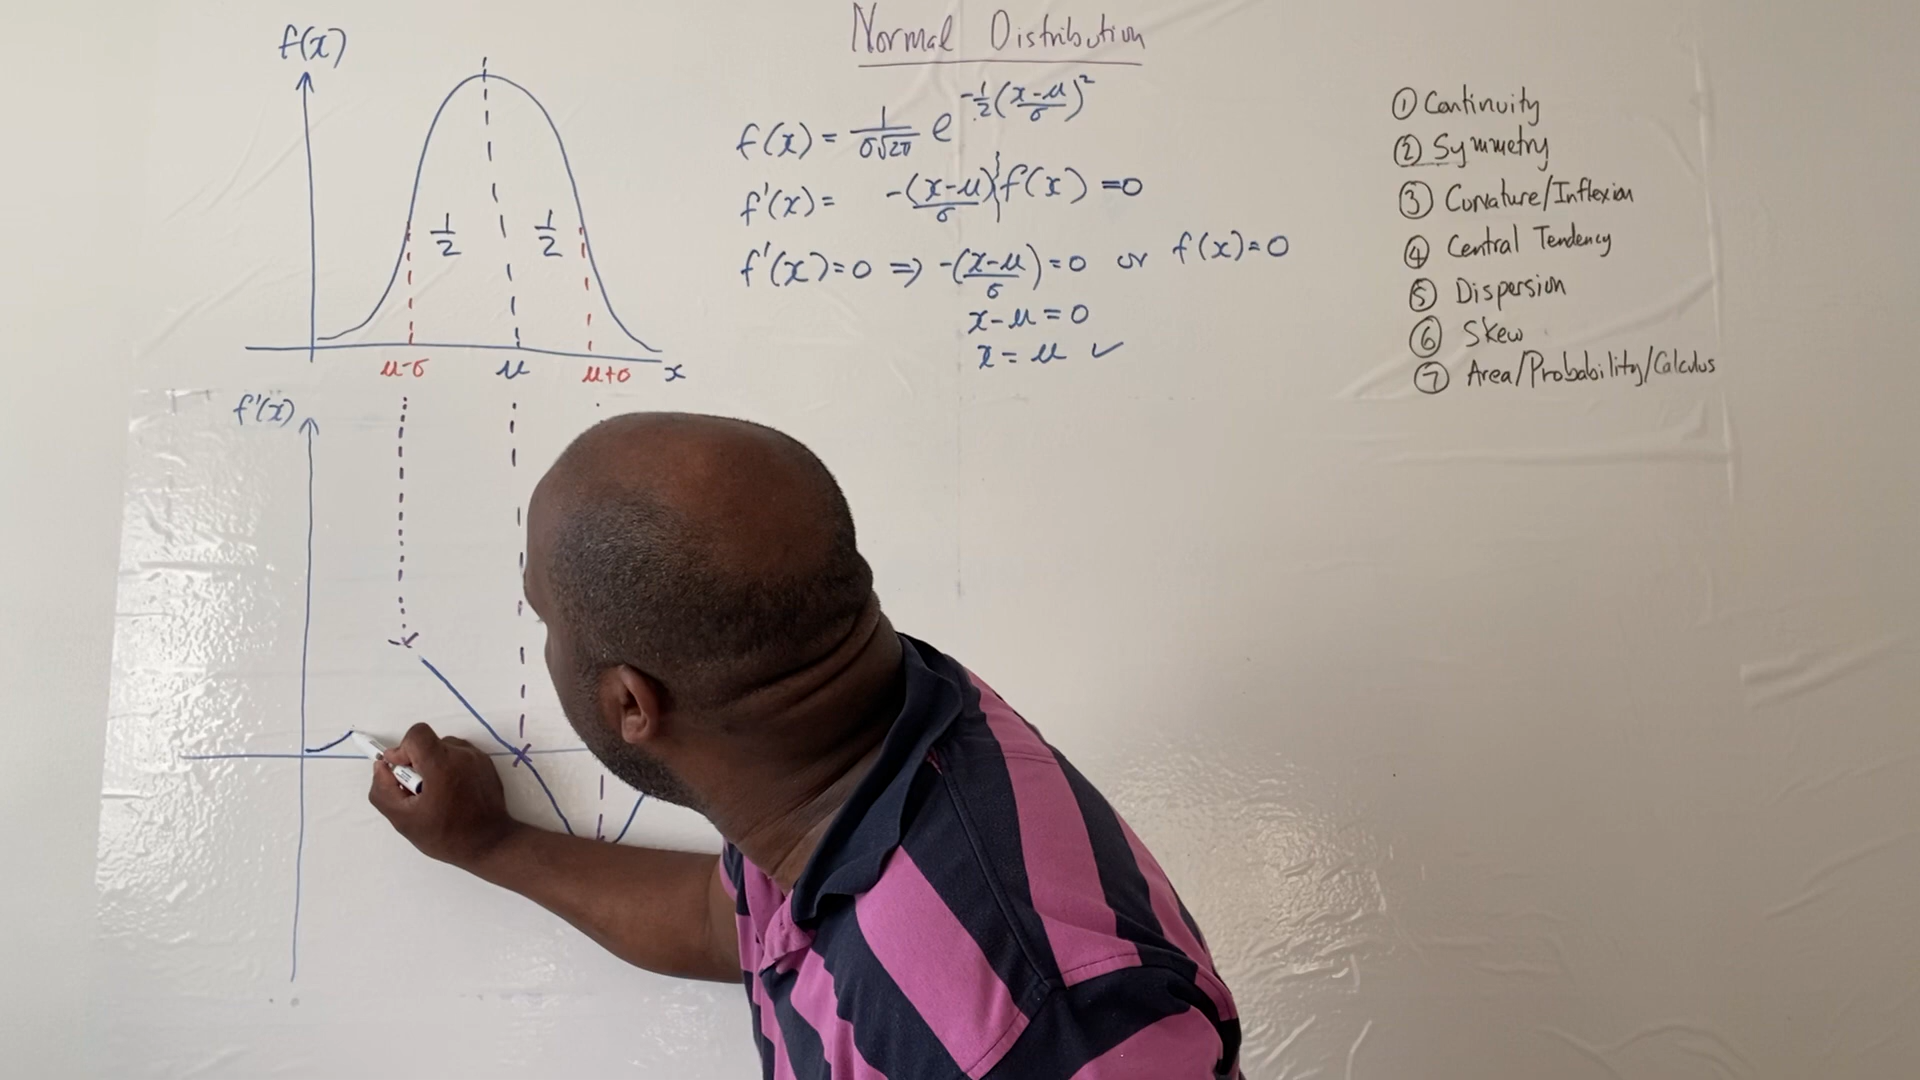 Normal Distribution
f(x)
f(x) = 1/(σ√2π) e^(-1/2((x-μ)/σ)^2)
f'(x) = -((x-μ)/σ) f(x) = 0
f'(x) = 0 => -((x-μ)/σ) = 0 or f(x) = 0
x-μ = 0
x = μ ✓
1/2 1/2
μ-σ μ μ+σ x
f'(x)
① Continuity
② Symmetry
③ Curvature/Inflexion
④ Central Tendency
⑤ Dispersion
⑥ Skew
⑦ Area/Probability/Calculus